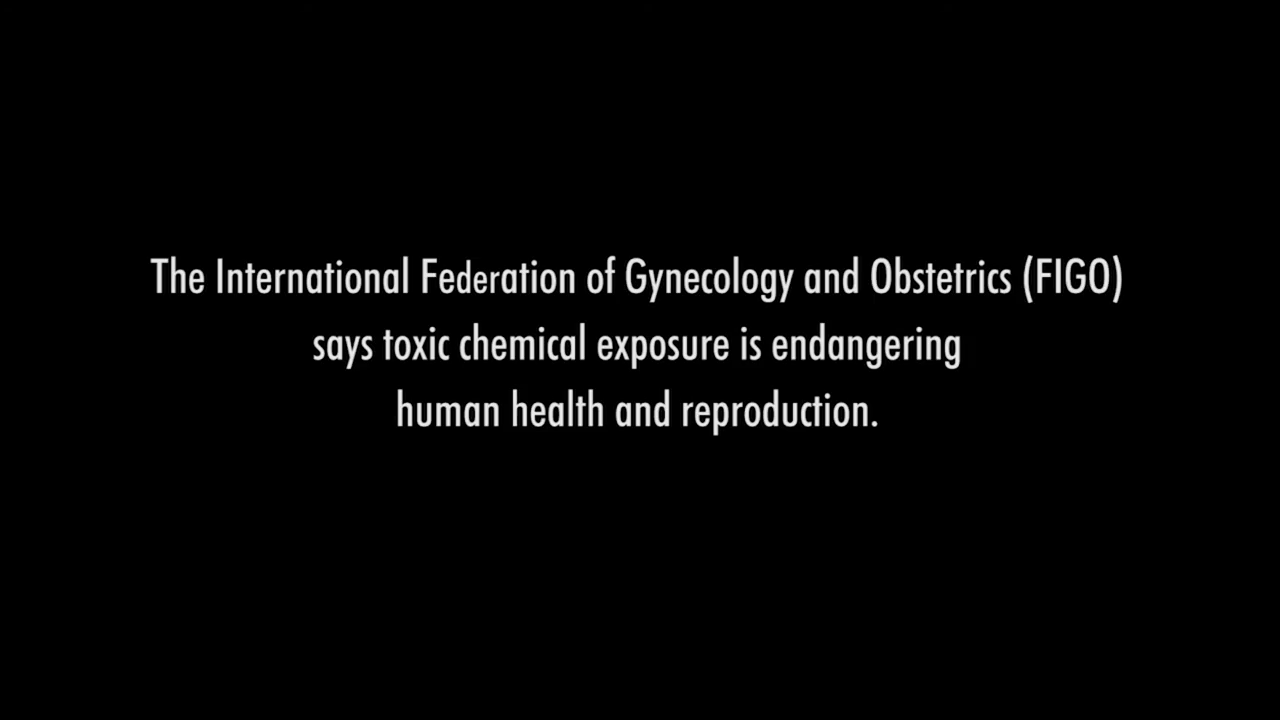 The International Federation of Gynecology and Obstetrics (FIGO)
says toxic chemical exposure is endangering
human health and reproduction.